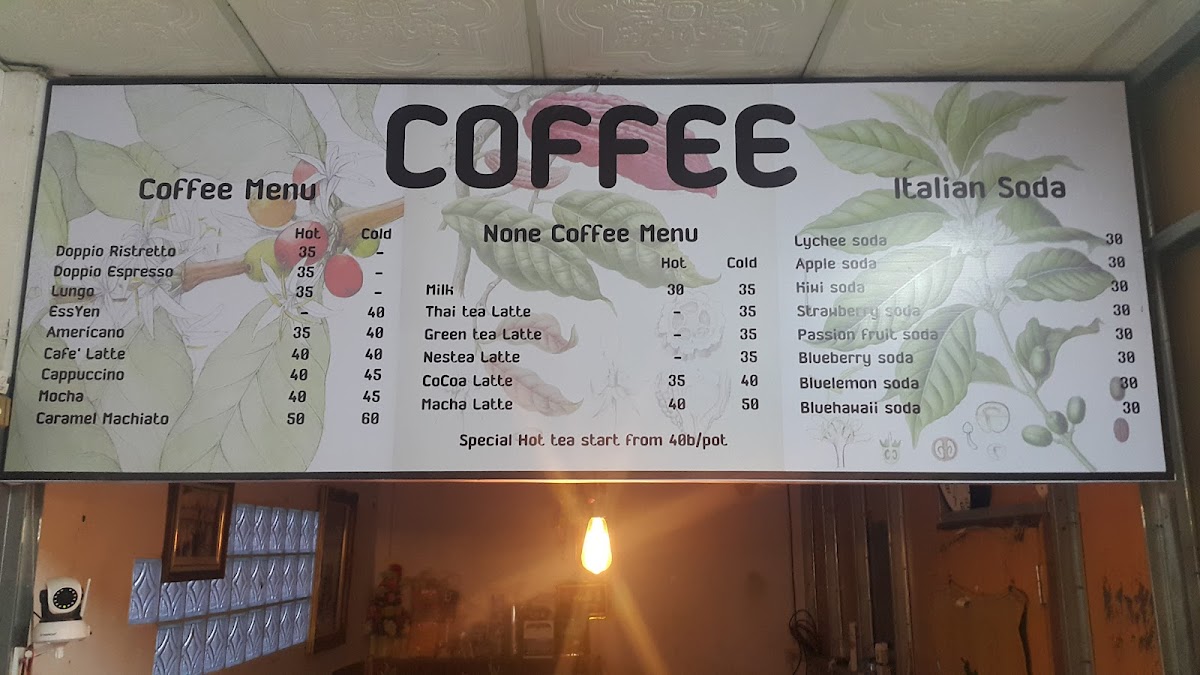 COFFEE
Coffee Menu
Hot Cold
Doppio Ristretto 35 -
Doppio Espresso 35 -
Lungo 35 -
EssYen - 40
Americano 35 40
Cafe' Latte 40 40
Cappuccino 40 45
Mocha 40 45
Caramel Machiato 50 60
None Coffee Menu
Hot Cold
Milk 30 35
Thai tea Latte - 35
Green tea Latte - 35
Nestea Latte - 35
CoCoa Latte 35 40
Macha Latte 40 50
Special Hot tea start from 40b/pot
Italian Soda
Lychee soda 30
Apple soda 30
Kiwi soda 30
Strawberry soda 30
Passion fruit soda 30
Blueberry soda 30
Bluelemon soda 30
Bluehawaii soda 30